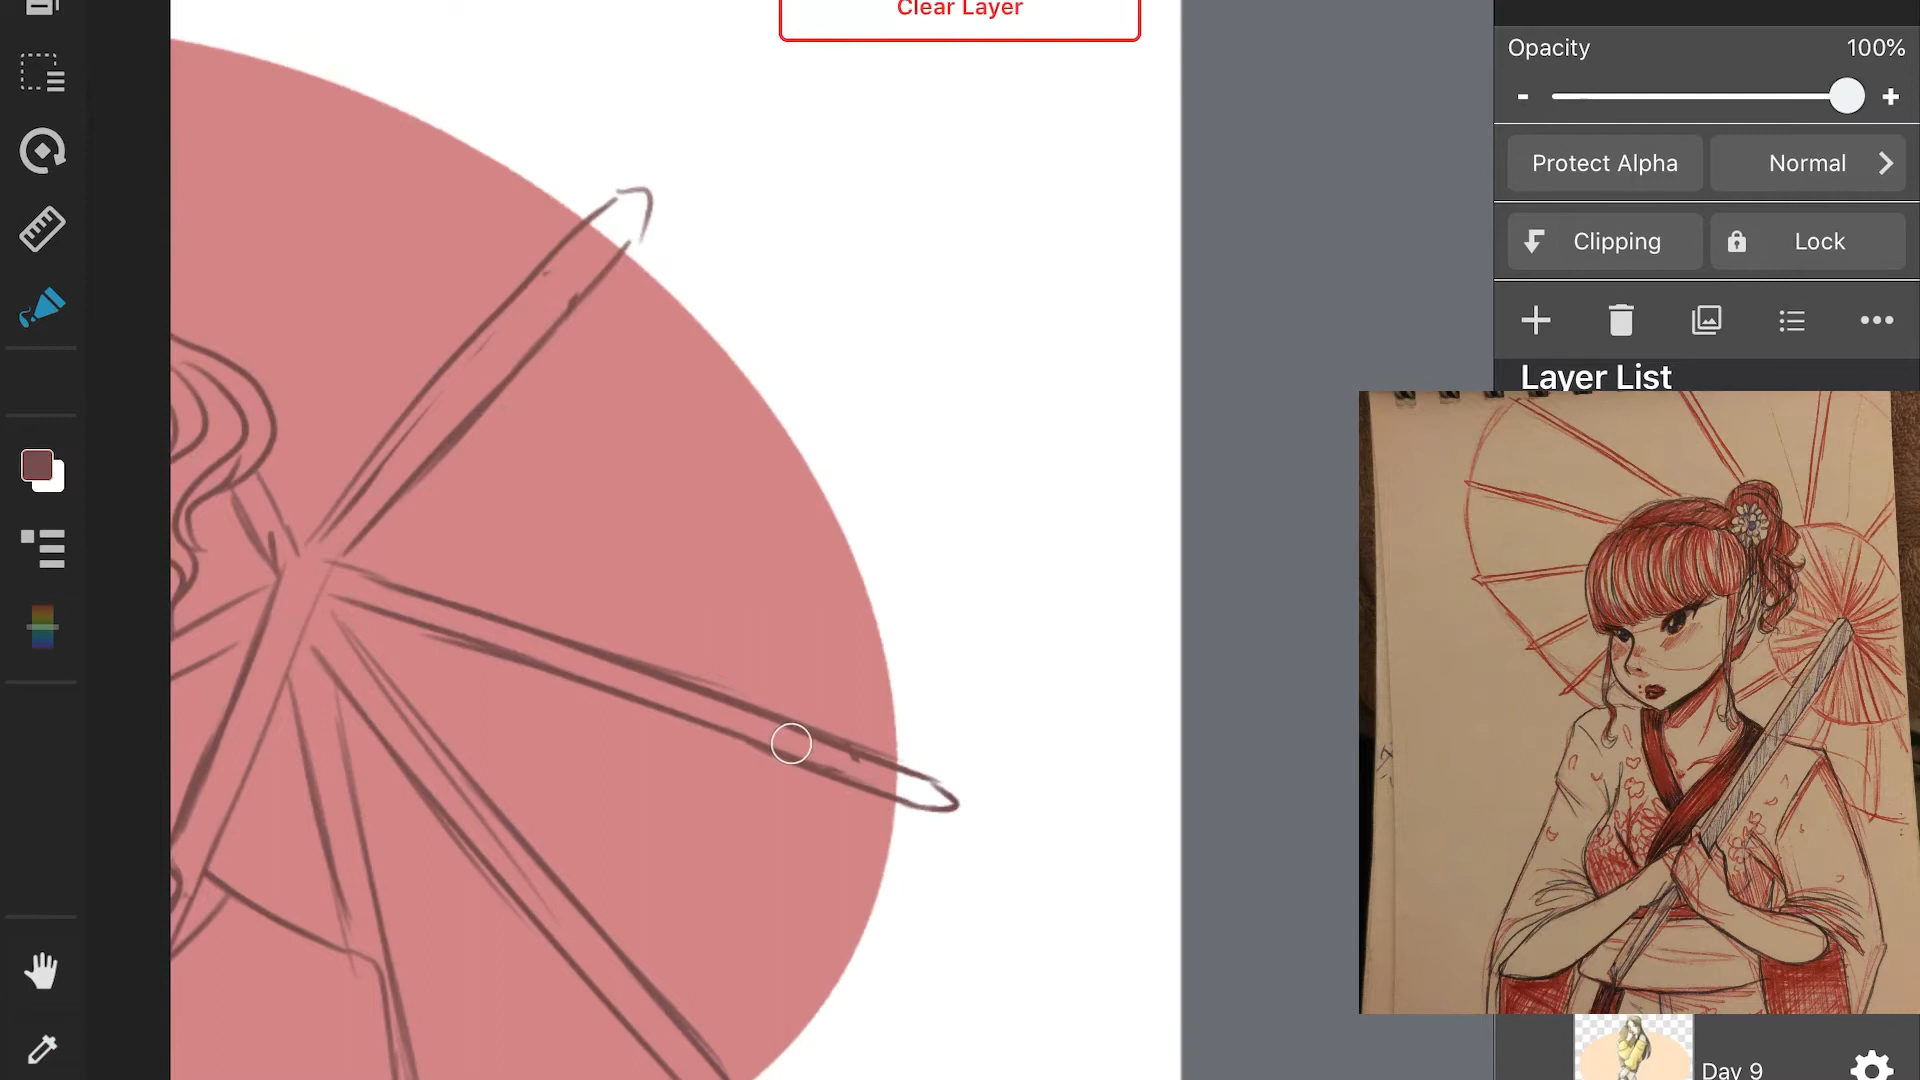 Clear Layer
Opacity
100%
-
+
Protect Alpha
Normal
Clipping
Lock
Layer List
Day 9